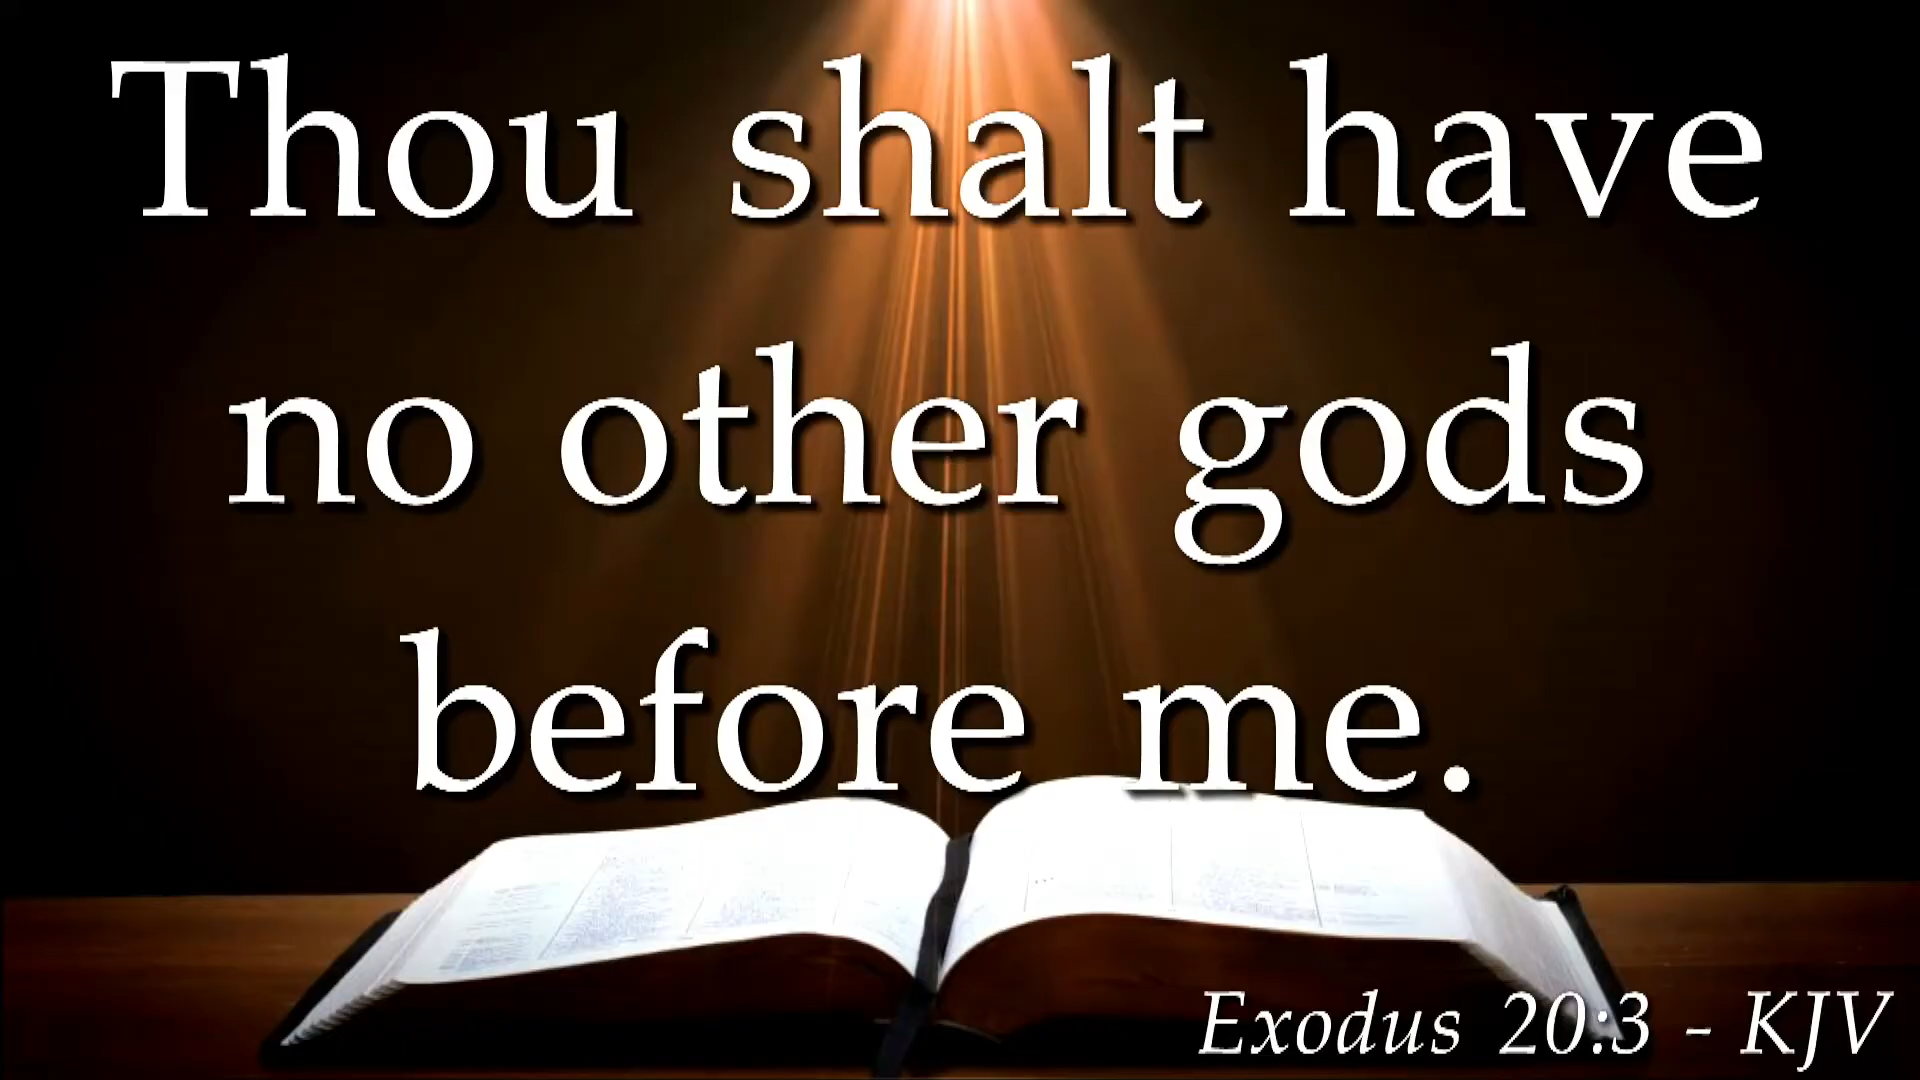 Thou shalt have
no other gods
before me.
Exodus 20:3 - KJV